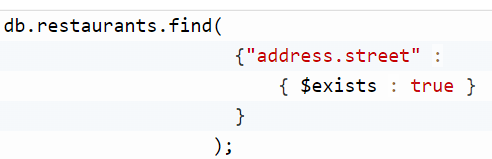 db.restaurants.find(
{"address.street" :
{ $exists : true }
}
);